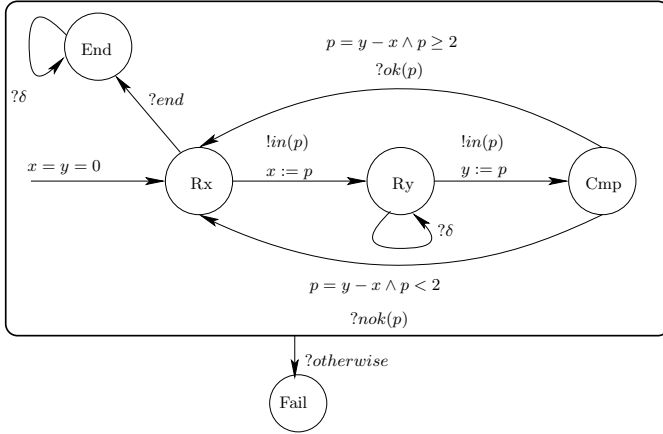 End
p = y − x ∧ p ≥ 2
?ok(p)
?δ
?end
x = y = 0
!in(p)
x := p
!in(p)
y := p
Rx
Ry
Cmp
?δ
p = y − x ∧ p < 2
?nok(p)
?otherwise
Fail